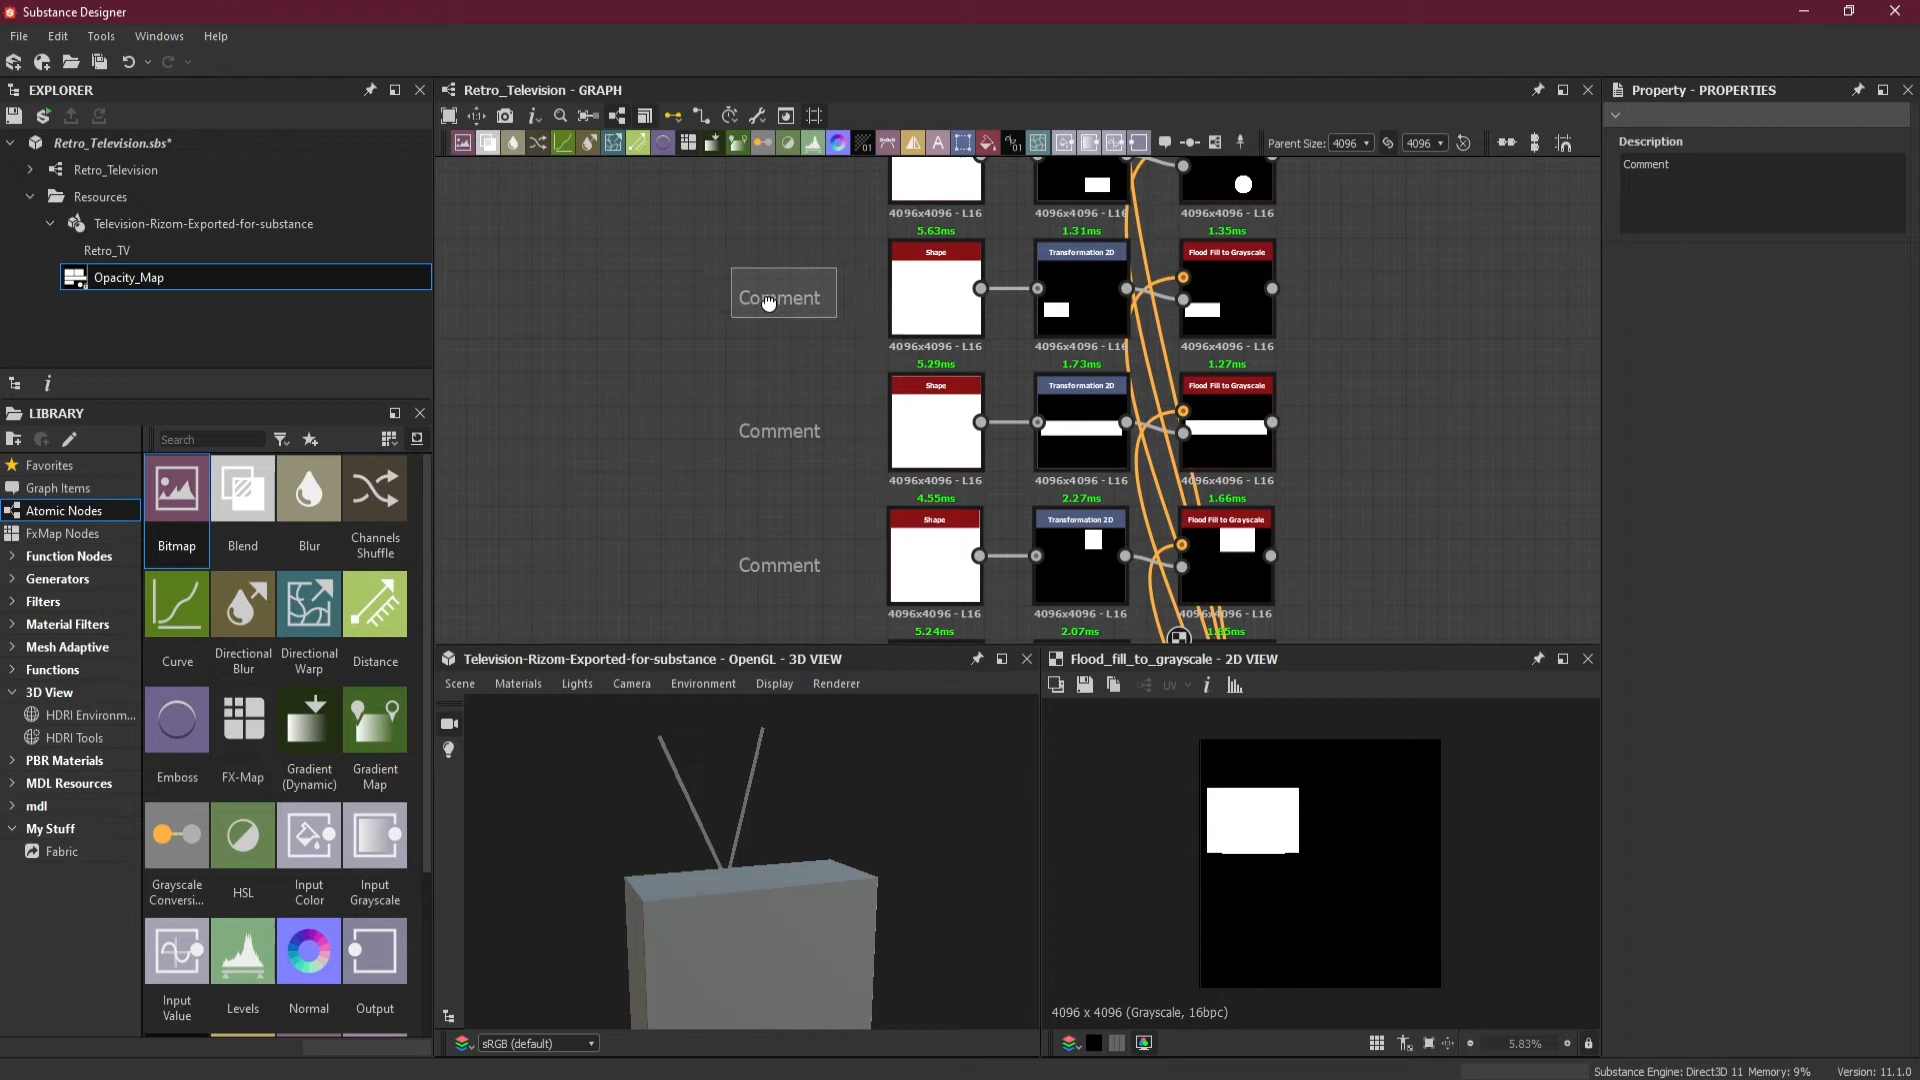 Substance Designer
File Edit Tools Windows Help
EXPLORER
Retro_Television.sbs*
Retro_Television
Resources
Television-Rizom-Exported-for-substance
Retro_TV
Opacity_Map
LIBRARY
Search
Favorites
Graph Items
Atomic Nodes
FxMap Nodes
Function Nodes
Generators
Filters
Material Filters
Mesh Adaptive
Functions
3D View
HDRI Environm...
HDRI Tools
PBR Materials
MDL Resources
mdl
My Stuff
Fabric
Bitmap Blend Blur Channels Shuffle
Curve Directional Blur Directional Warp Distance
Emboss FX-Map Gradient (Dynamic) Gradient Map
Grayscale Conversi... HSL Input Color Input Grayscale
Input Value Levels Normal Output
Retro_Television - GRAPH
Parent Size: 4096 4096
4096x4096 - L16 4096x4096 - L16 4096x4096 - L16
5.63ms 1.31ms 1.35ms
Shape Transformation 2D Flood Fill to Grayscale
Comment
4096x4096 - L16 4096x4096 - L16 4096x4096 - L16
5.29ms 1.73ms 1.27ms
Shape Transformation 2D Flood Fill to Grayscale
Comment
4096x4096 - L16 4096x4096 - L16 4096x4096 - L16
4.55ms 2.27ms 1.66ms
Shape Transformation 2D Flood Fill to Grayscale
Comment
4096x4096 - L16 4096x4096 - L16 4096x4096 - L16
5.24ms 2.07ms
Television-Rizom-Exported-for-substance - OpenGL - 3D VIEW
Scene Materials Lights Camera Environment Display Renderer
sRGB (default)
Flood_fill_to_grayscale - 2D VIEW
UV
4096 x 4096 (Grayscale, 16bpc)
5.83%
Property - PROPERTIES
Description
Comment
Substance Engine: Direct3D 11 Memory: 9% Version: 11.1.0